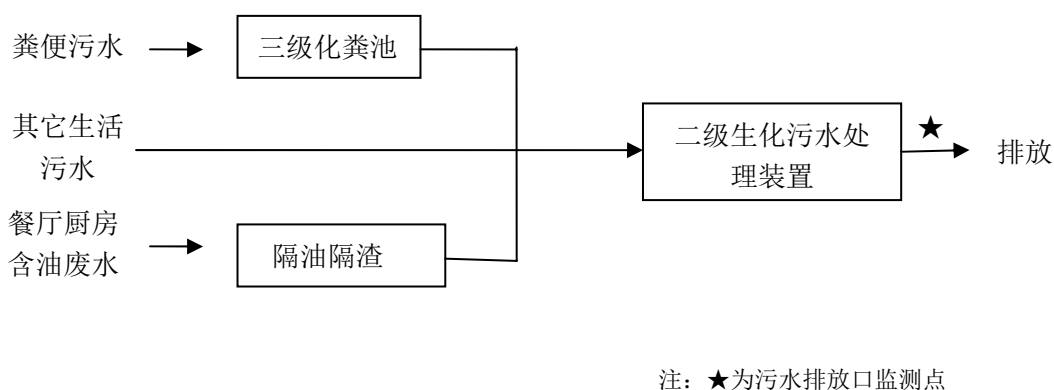 粪便污水
三级化粪池
其它生活
污水
二级生化污水处
理装置
★
排放
餐厅厨房
含油废水
隔油隔渣
注：★为污水排放口监测点